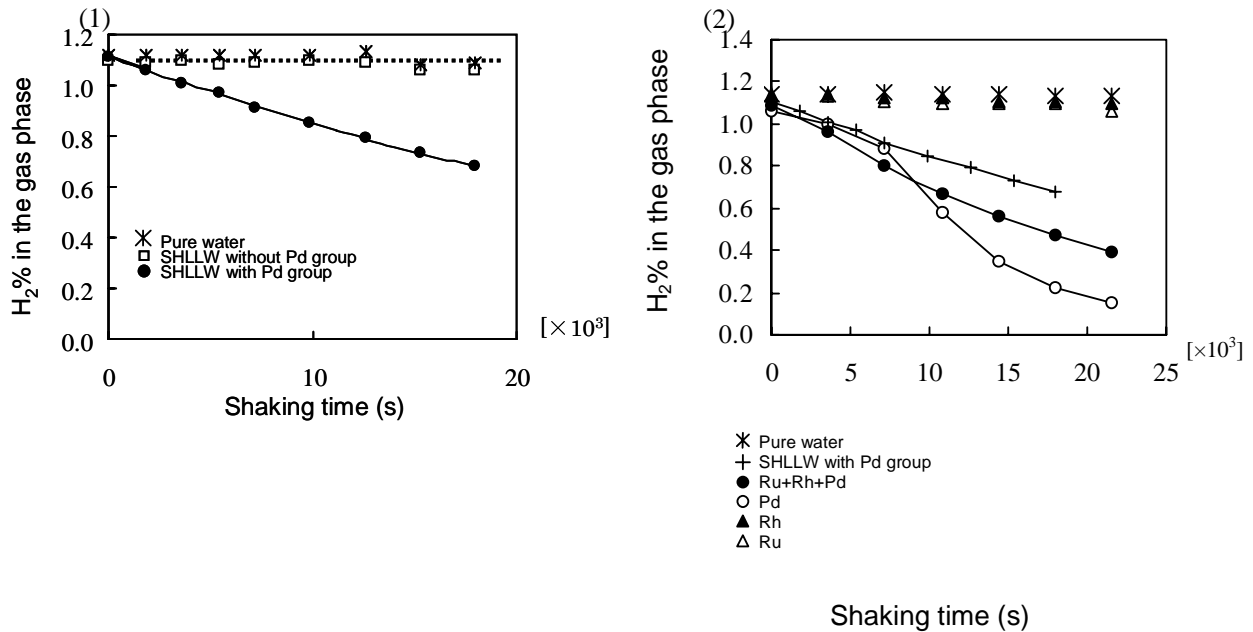 (1)
1.2
1.0
0.8
0.6
0.4
0.2
0.0
H₂% in the gas phase
Pure water
SHLLW without Pd group
SHLLW with Pd group
0
10
20
[×10³]
Shaking time (s)
(2)
1.4
1.2
1.0
0.8
0.6
0.4
0.2
0.0
H₂% in the gas phase
0
5
10
15
20
25
[×10³]
Pure water
SHLLW with Pd group
Ru+Rh+Pd
Pd
Rh
Ru
Shaking time (s)